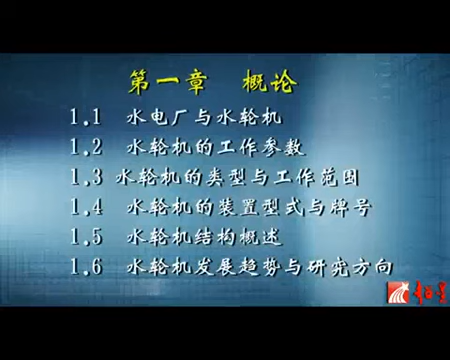 第一章 概论
1.1 水电厂与水轮机
1.2 水轮机的工作参数
1.3 水轮机的类型与工作范围
1.4 水轮机的装置型式与牌号
1.5 水轮机结构概述
1.6 水轮机发展趋势与研究方向